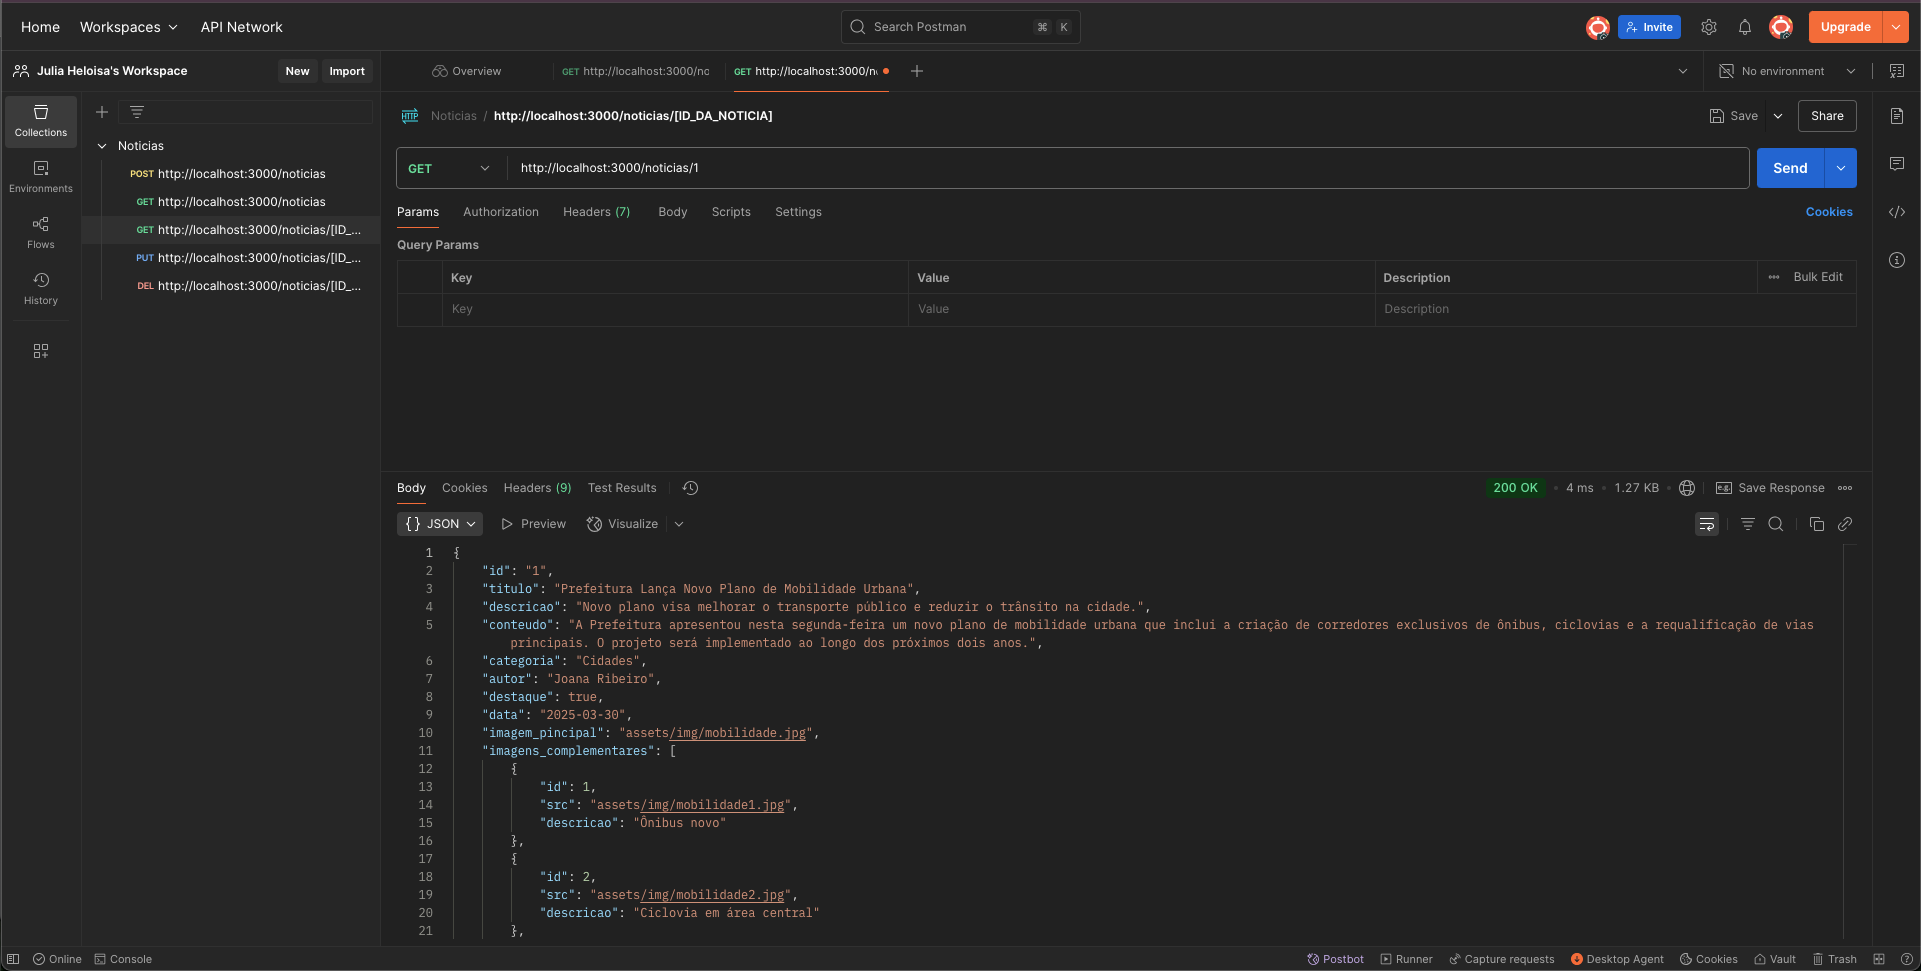 Home Workspaces API Network Search Postman ⌘ K Invite Upgrade
Julia Heloisa's Workspace New Import Overview GET http://localhost:3000/no GET http://localhost:3000/n No environment
Collections
Environments
Flows
History
Noticias
POST http://localhost:3000/noticias
GET http://localhost:3000/noticias
GET http://localhost:3000/noticias/[ID_...
PUT http://localhost:3000/noticias/[ID_...
DEL http://localhost:3000/noticias/[ID_...
HTTP Noticias / http://localhost:3000/noticias/[ID_DA_NOTICIA] Save Share
GET http://localhost:3000/noticias/1 Send
Params Authorization Headers (7) Body Scripts Settings Cookies
Query Params
Key Value Description ••• Bulk Edit
Key Value Description
Body Cookies Headers (9) Test Results 200 OK • 4 ms • 1.27 KB • e.g. Save Response •••
{} JSON Preview Visualize
1 {
2 "id": "1",
3 "titulo": "Prefeitura Lança Novo Plano de Mobilidade Urbana",
4 "descricao": "Novo plano visa melhorar o transporte público e reduzir o trânsito na cidade.",
5 "conteudo": "A Prefeitura apresentou nesta segunda-feira um novo plano de mobilidade urbana que inclui a criação de corredores exclusivos de ônibus, ciclovias e a requalificação de vias
principais. O projeto será implementado ao longo dos próximos dois anos.",
6 "categoria": "Cidades",
7 "autor": "Joana Ribeiro",
8 "destaque": true,
9 "data": "2025-03-30",
10 "imagem_pincipal": "assets/img/mobilidade.jpg",
11 "imagens_complementares": [
12 {
13 "id": 1,
14 "src": "assets/img/mobilidade1.jpg",
15 "descricao": "Ônibus novo"
16 },
17 {
18 "id": 2,
19 "src": "assets/img/mobilidade2.jpg",
20 "descricao": "Ciclovia em área central"
21 },
Online Console Postbot Runner Capture requests Desktop Agent Cookies Vault Trash